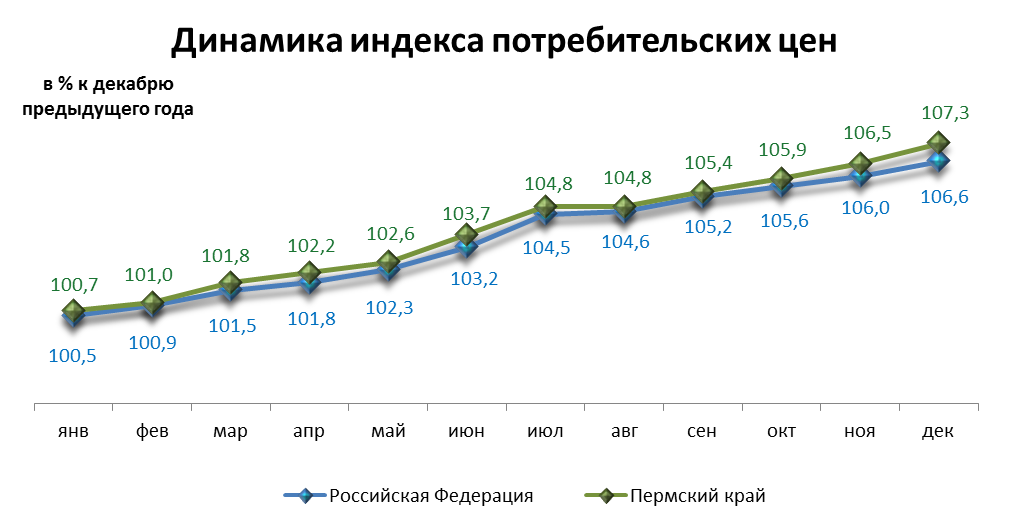 Динамика индекса потребительских цен
в % к декабрю
предыдущего года
100,7 101,0 101,8 102,2 102,6 103,7 104,8 104,8 105,4 105,9 106,5 107,3
100,5 100,9 101,5 101,8 102,3 103,2 104,5 104,6 105,2 105,6 106,0 106,6
янв фев мар апр май июн июл авг сен окт ноя дек
Российская Федерация Пермский край